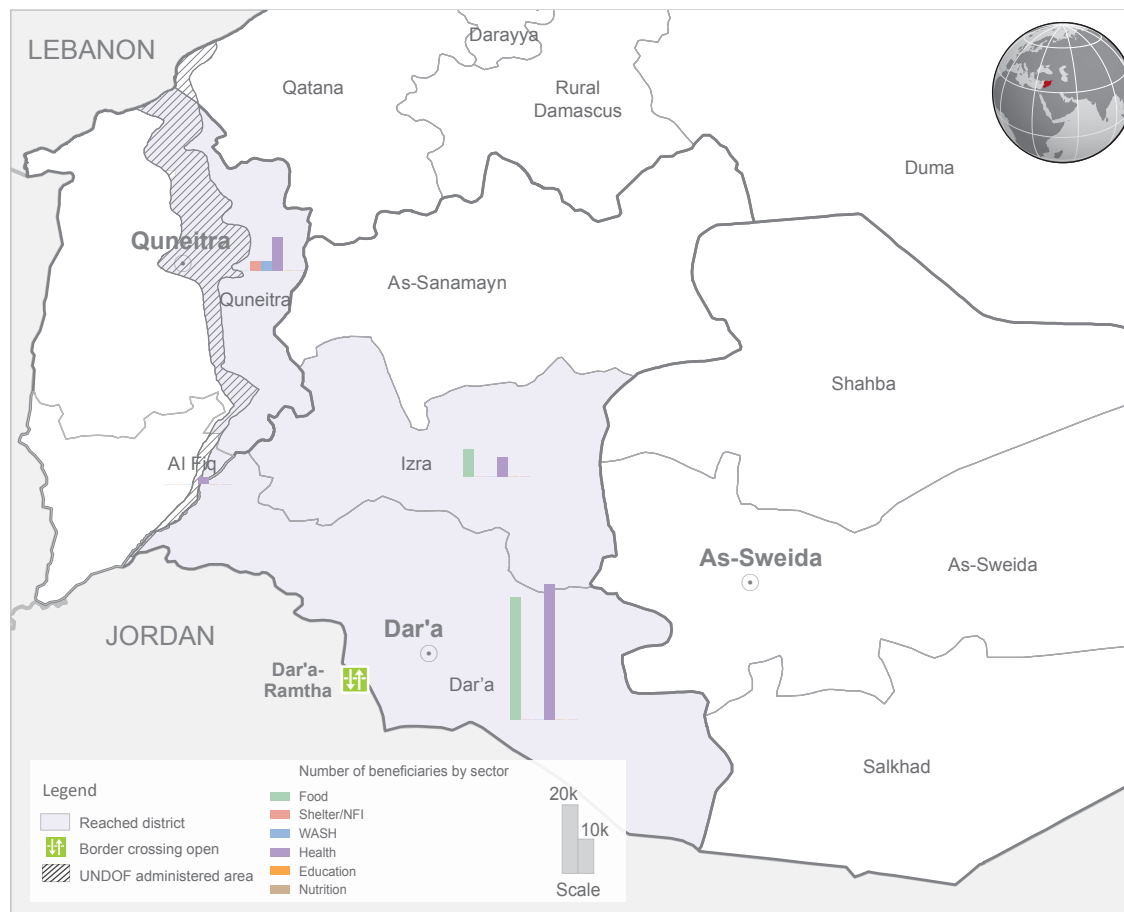 LEBANON
Darayya
Qatana
Rural
Damascus
Duma
Quneitra
Quneitra
As-Sanamayn
Shahba
Al Fiq
Izra
As-Sweida
As-Sweida
JORDAN
Dar'a
Dar'a-
Ramtha
Dar’a
Salkhad
Legend
Reached district
Border crossing open
UNDOF administered area
Number of beneficiaries by sector
Food
Shelter/NFI
WASH
Health
Education
Nutrition
20k
10k
Scale